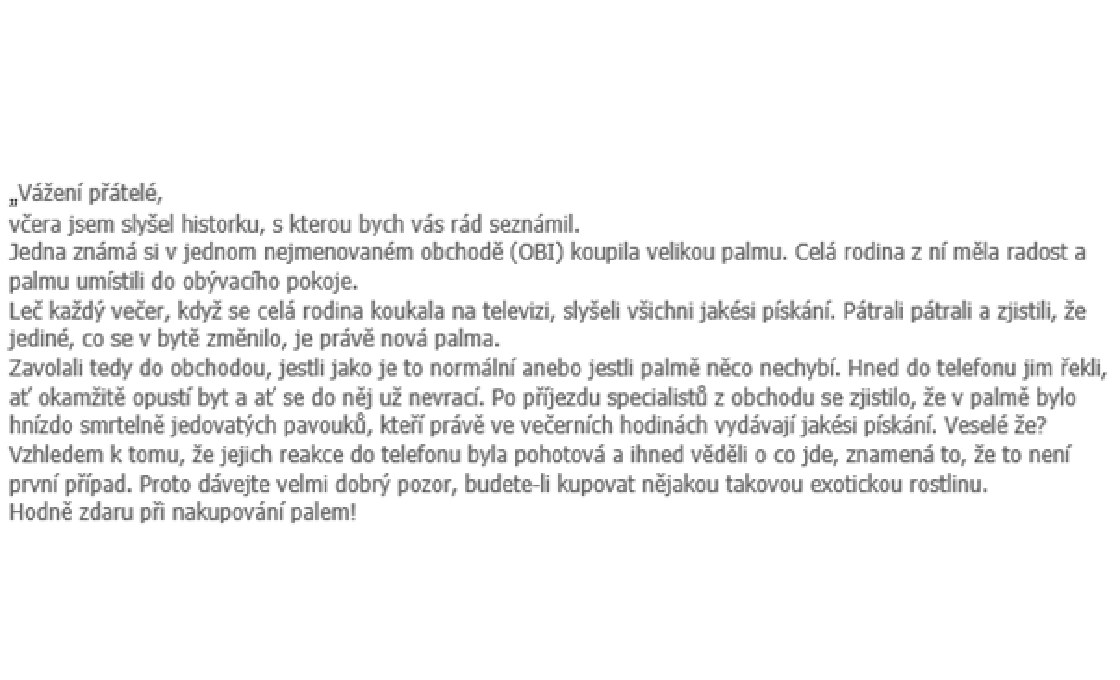 „Vážení přátelé,
včera jsem slyšel historku, s kterou bych vás rád seznámil.
Jedna známá si v jednom nejmenovaném obchodě (OBI) koupila velikou palmu. Celá rodina z ní měla radost a
palmu umístili do obývacího pokoje.
Leč každý večer, když se celá rodina koukala na televizi, slyšeli všichni jakési pískání. Pátrali pátrali a zjistili, že
jediné, co se v bytě změnilo, je právě nová palma.
Zavolali tedy do obchodou, jestli jako je to normální anebo jestli palmě něco nechybí. Hned do telefonu jim řekli,
ať okamžitě opustí byt a ať se do něj už nevrací. Po příjezdu specialistů z obchodu se zjistilo, že v palmě bylo
hnízdo smrtelně jedovatých pavouků, kteří právě ve večerních hodinách vydávají jakési pískání. Veselé že?
Vzhledem k tomu, že jejich reakce do telefonu byla pohotová a ihned věděli o co jde, znamená to, že to není
první případ. Proto dávejte velmi dobrý pozor, budete-li kupovat nějakou takovou exotickou rostlinu.
Hodně zdaru při nakupování palem!